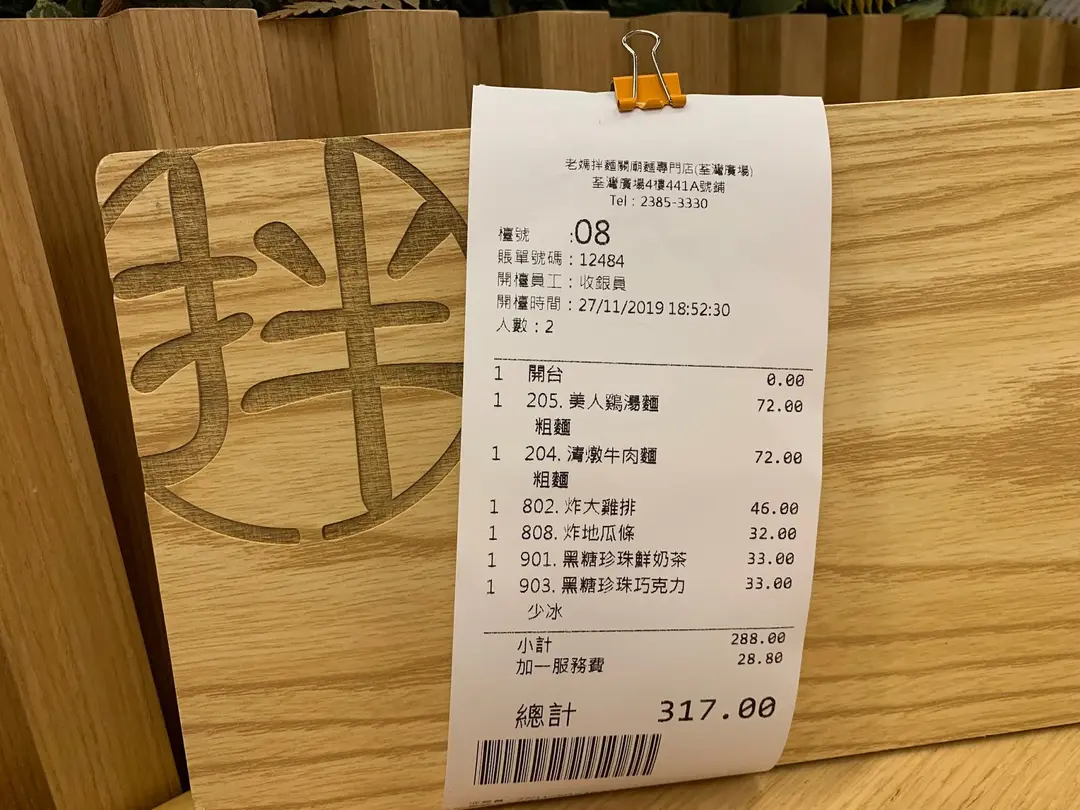 拌
老媽拌麵關廟麵專門店(荃灣廣場)
荃灣廣場4樓441A號舖
Tel : 2385-3330
檯號 :08
賬單號碼 : 12484
開檯員工 : 收銀員
開檯時間 : 27/11/2019 18:52:30
人數 : 2
1 開台 0.00
1 205. 美人鷄湯麵 72.00
粗麵
1 204. 清燉牛肉麵 72.00
粗麵
1 802. 炸大雞排 46.00
1 808. 炸地瓜條 32.00
1 901. 黑糖珍珠鮮奶茶 33.00
1 903. 黑糖珍珠巧克力 33.00
少冰
小計 288.00
加一服務費 28.80
總計 317.00